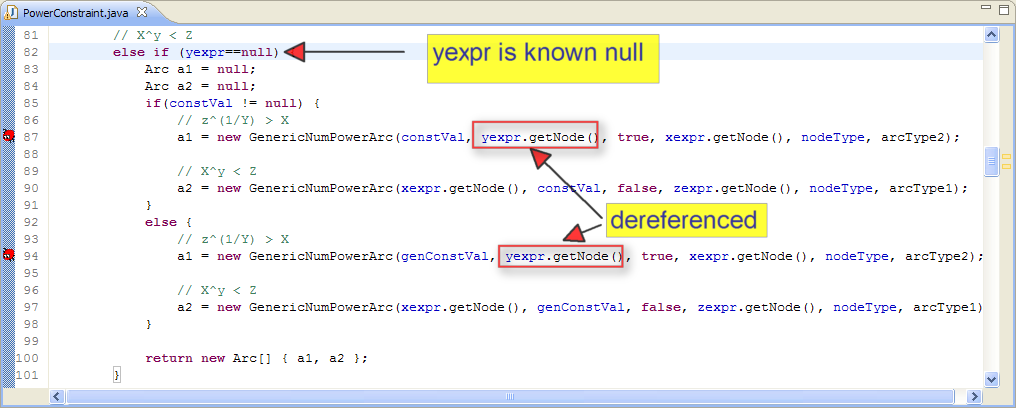 PowerConstraint.java
81 // X^y < Z
82 else if (yexpr==null)
yexpr is known null
83 Arc a1 = null;
84 Arc a2 = null;
85 if(constVal != null) {
86 // z^(1/Y) > X
87 a1 = new GenericNumPowerArc(constVal, yexpr.getNode(), true, xexpr.getNode(), nodeType, arcType2);
88
89 // X^y < Z
90 a2 = new GenericNumPowerArc(xexpr.getNode(), constVal, false, zexpr.getNode(), nodeType, arcType1);
91 }
92 else {
dereferenced
93 // z^(1/Y) > X
94 a1 = new GenericNumPowerArc(genConstVal, yexpr.getNode(), true, xexpr.getNode(), nodeType, arcType2);
95
96 // X^y < Z
97 a2 = new GenericNumPowerArc(xexpr.getNode(), genConstVal, false, zexpr.getNode(), nodeType, arcType1)
98 }
99
100 return new Arc[] { a1, a2 };
101 }